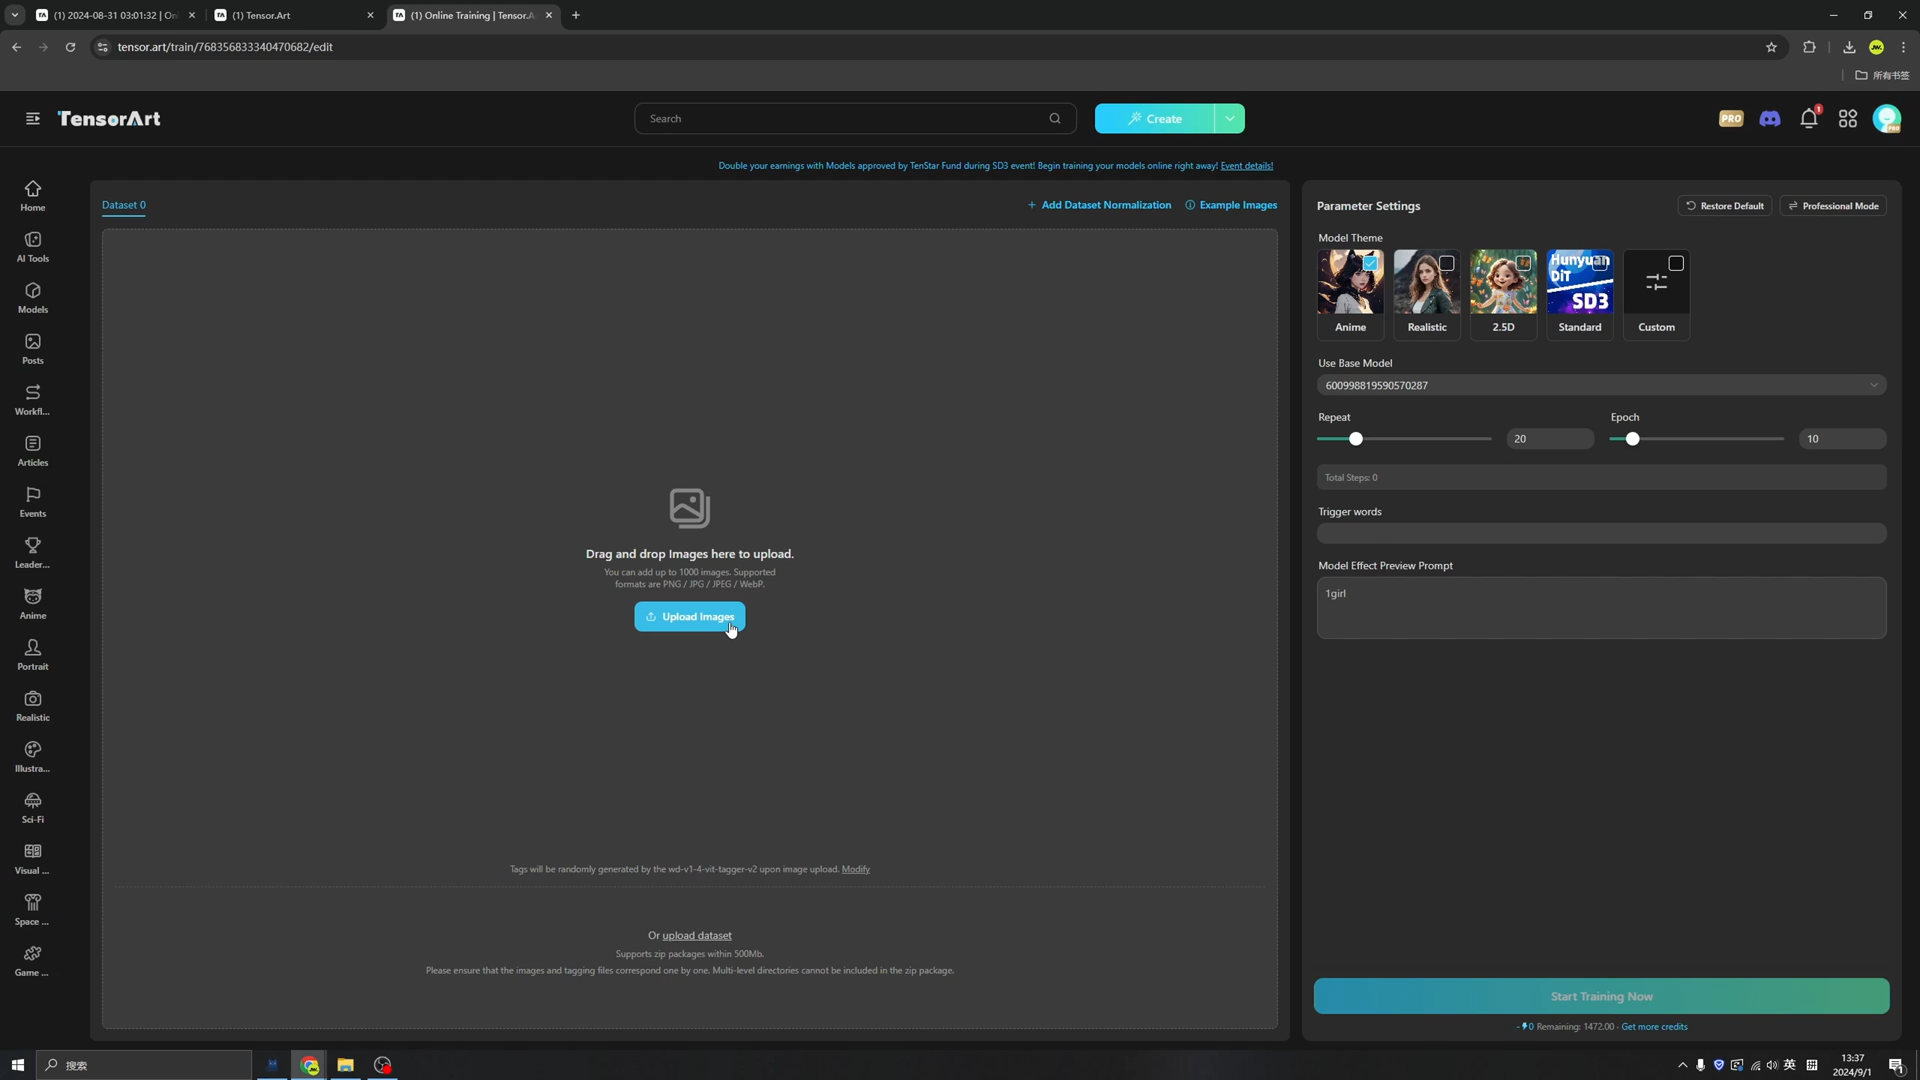 (1) 2024-08-31 03:01:32 | On
(1) Tensor.Art
(1) Online Training | Tensor.A
tensor.art/train/768356833340470682/edit
所有书签
TensorArt
Search
Create
PRO
1
Double your earnings with Models approved by TenStar Fund during SD3 event! Begin training your models online right away! Event details!
Home
AI Tools
Models
Posts
Workfl...
Articles
Events
Leader...
Anime
Portrait
Realistic
Illustra...
Sci-Fi
Visual ...
Space ...
Game ...
Dataset 0
+ Add Dataset Normalization
Example Images
Drag and drop Images here to upload.
You can add up to 1000 images. Supported
formats are PNG / JPG / JPEG / WebP.
Upload Images
Tags will be randomly generated by the wd-v1-4-vit-tagger-v2 upon image upload. Modify
Or upload dataset
Supports zip packages within 500Mb.
Please ensure that the images and tagging files correspond one by one. Multi-level directories cannot be included in the zip package.
Parameter Settings
Restore Default
Professional Mode
Model Theme
Hunyuan
DiT
SD3
Anime
Realistic
2.5D
Standard
Custom
Use Base Model
600998819590570287
Repeat
20
Epoch
10
Total Steps: 0
Trigger words
Model Effect Preview Prompt
1girl
Start Training Now
- 0 Remaining: 1472.00 - Get more credits
搜索
英
13:37
2024/9/1